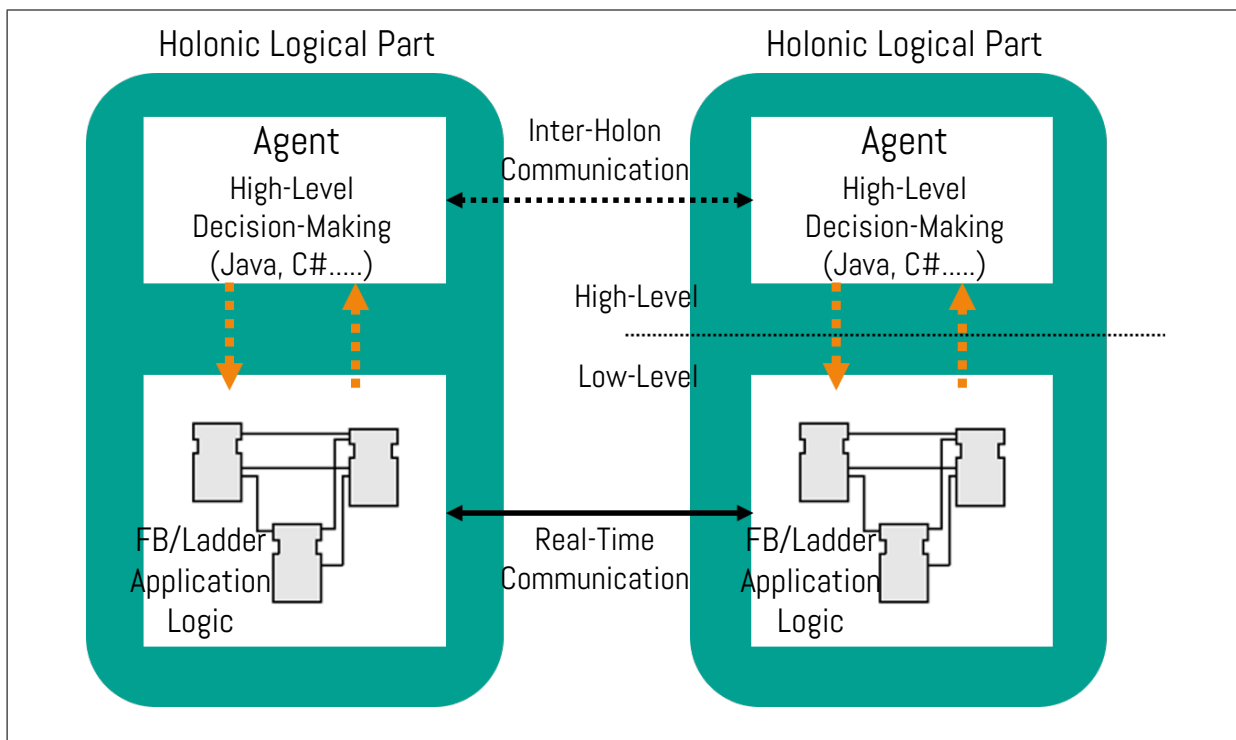 Holonic Logical Part
Holonic Logical Part
Agent
High-Level
Decision-Making
(Java, C#.....)
Inter-Holon
Communication
Agent
High-Level
Decision-Making
(Java, C#.....)
High-Level
Low-Level
FB/Ladder
Application
Logic
Real-Time
Communication
FB/Ladder
Application
Logic